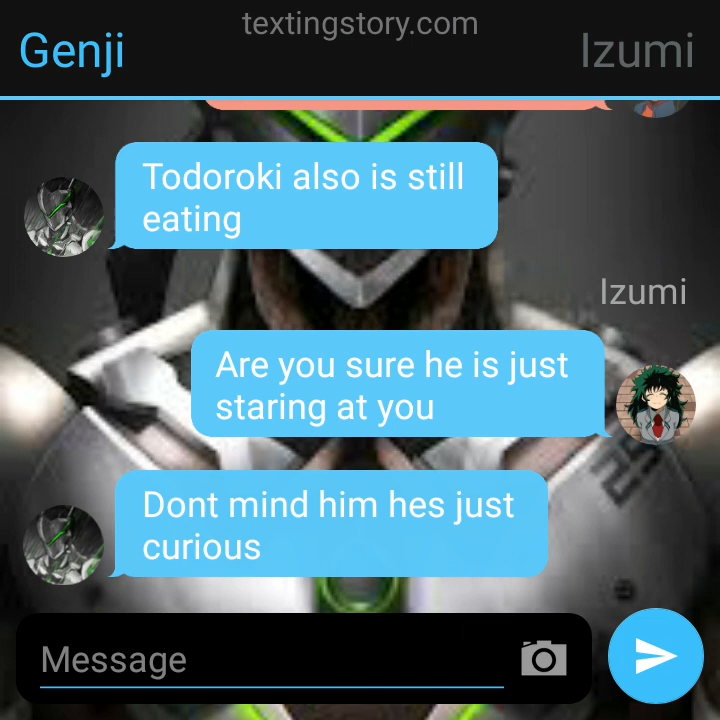 textingstory.com
Genji
Izumi
Todoroki also is still
eating
Izumi
Are you sure he is just
staring at you
Dont mind him hes just
curious
Message